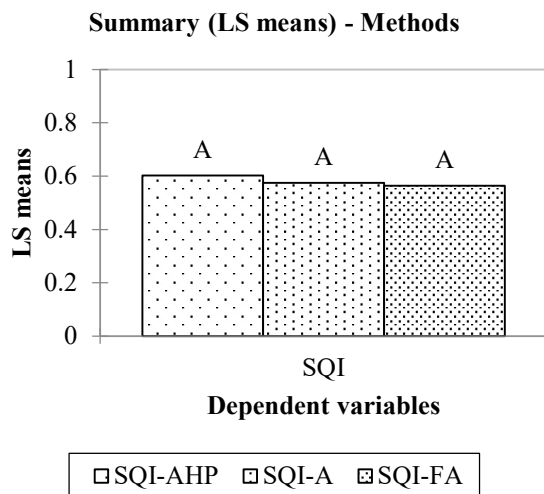 Summary (LS means) - Methods
1
0.8
0.6
0.4
0.2
0
LS means
A
A
A
SQI
Dependent variables
SQI-AHP
SQI-A
SQI-FA